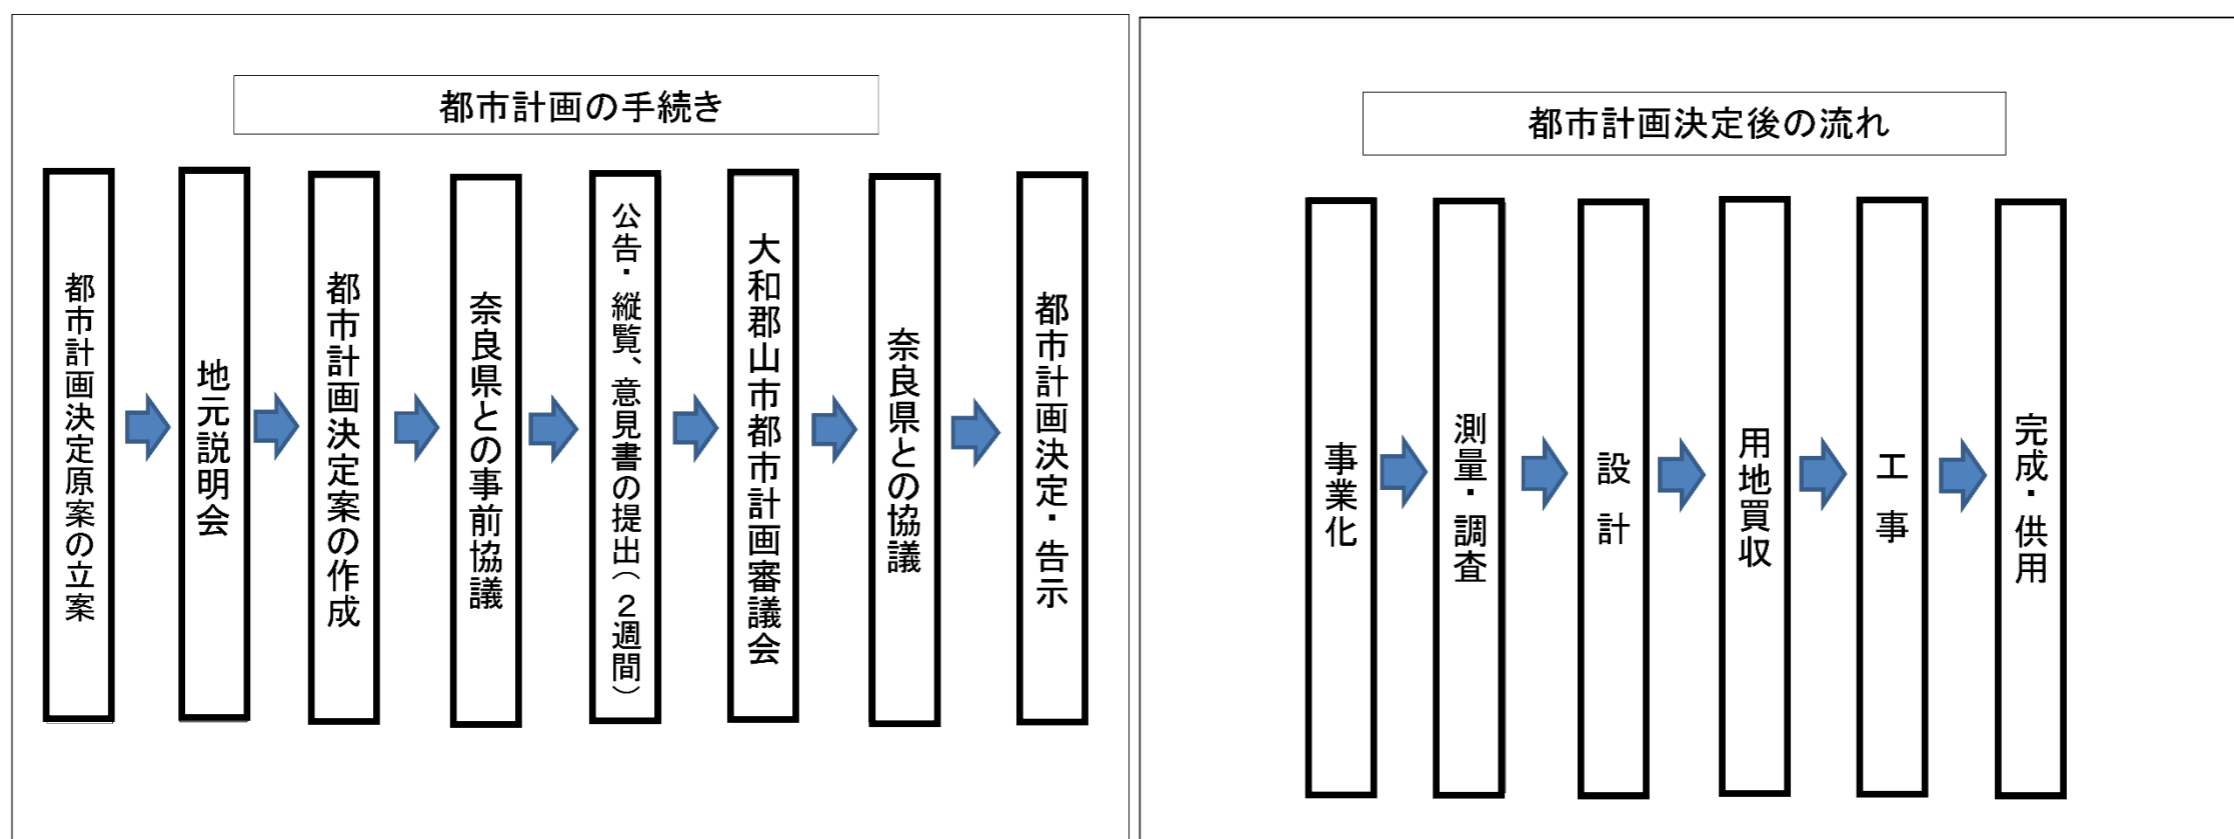 都市計画の手続き
都市計画決定原案の立案
地元説明会
都市計画決定案の作成
奈良県との事前協議
公告・縦覧、意見書の提出（２週間）
大和郡山市都市計画審議会
奈良県との協議
都市計画決定・告示
都市計画決定後の流れ
事業化
測量・調査
設計
用地買収
工事
完成・供用